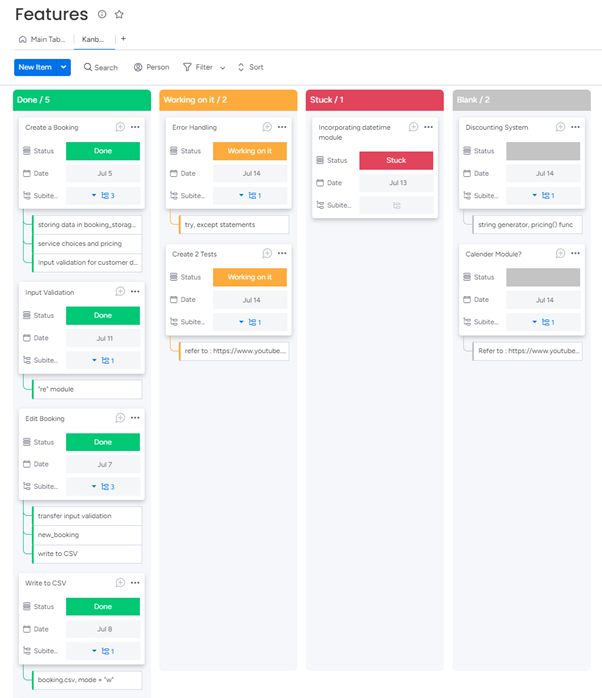 Features
Main Tab...
Kanb...
+
New Item
Search
Person
Filter
Sort
Done / 5
Create a Booking
Status
Done
Date
Jul 5
Subite...
3
storing data in booking_storag...
service choices and pricing
Input validation for customer d...
Input Validation
Status
Done
Date
Jul 11
Subite...
1
"re" module
Edit Booking
Status
Done
Date
Jul 7
Subite...
3
transfer input validation
new_booking
write to CSV
Write to CSV
Status
Done
Date
Jul 8
Subite...
1
booking.csv, mode = "w"
Working on it / 2
Error Handling
Status
Working on it
Date
Jul 14
Subite...
1
try, except statements
Create 2 Tests
Status
Working on it
Date
Jul 14
Subite...
1
refer to : https://www.youtube....
Stuck / 1
Incorporating datetime
module
Status
Stuck
Date
Jul 13
Subite...
Blank / 2
Discounting System
Status
Date
Jul 14
Subite...
1
string generator, pricing() func
Calender Module?
Status
Date
Jul 14
Subite...
1
Refer to : https://www.youtube...